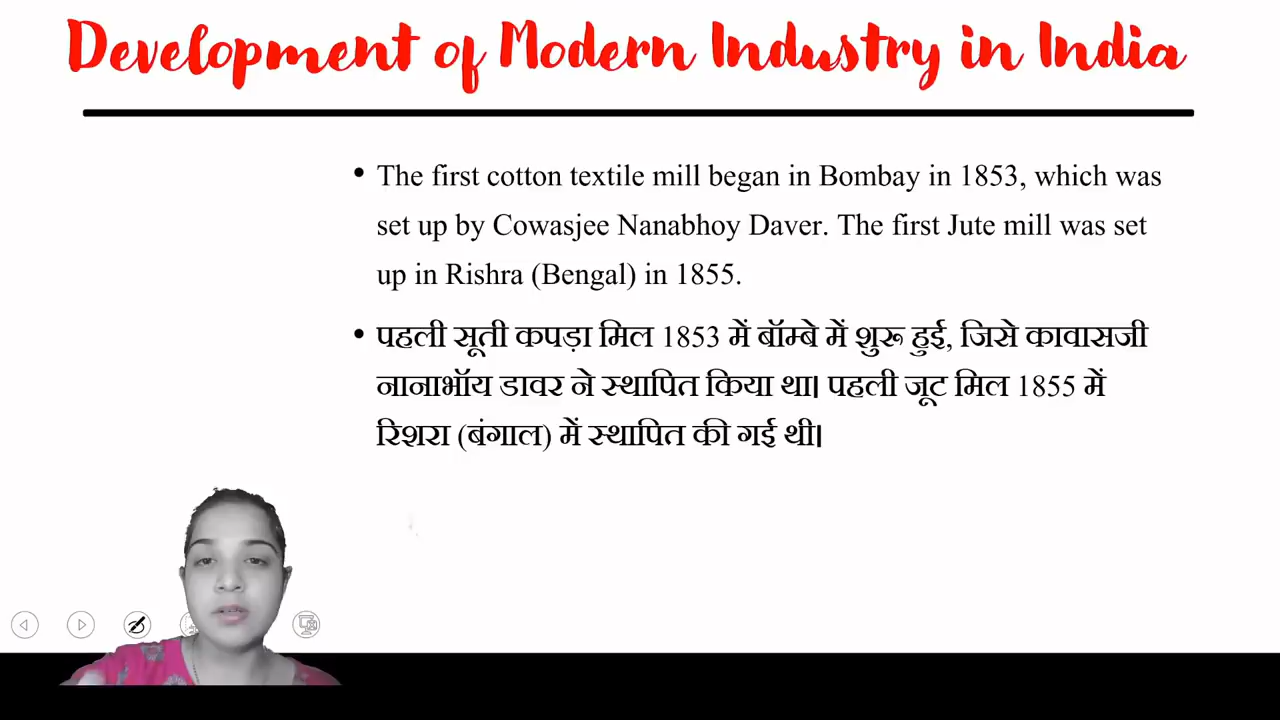 Development of Modern Industry in India
• The first cotton textile mill began in Bombay in 1853, which was
set up by Cowasjee Nanabhoy Daver. The first Jute mill was set
up in Rishra (Bengal) in 1855.
• पहली सूती कपड़ा मिल 1853 में बॉम्बे में शुरू हुई, जिसे कावासजी
नानाभॉय डावर ने स्थापित किया था। पहली जूट मिल 1855 में
रिशरा (बंगाल) में स्थापित की गई थी।